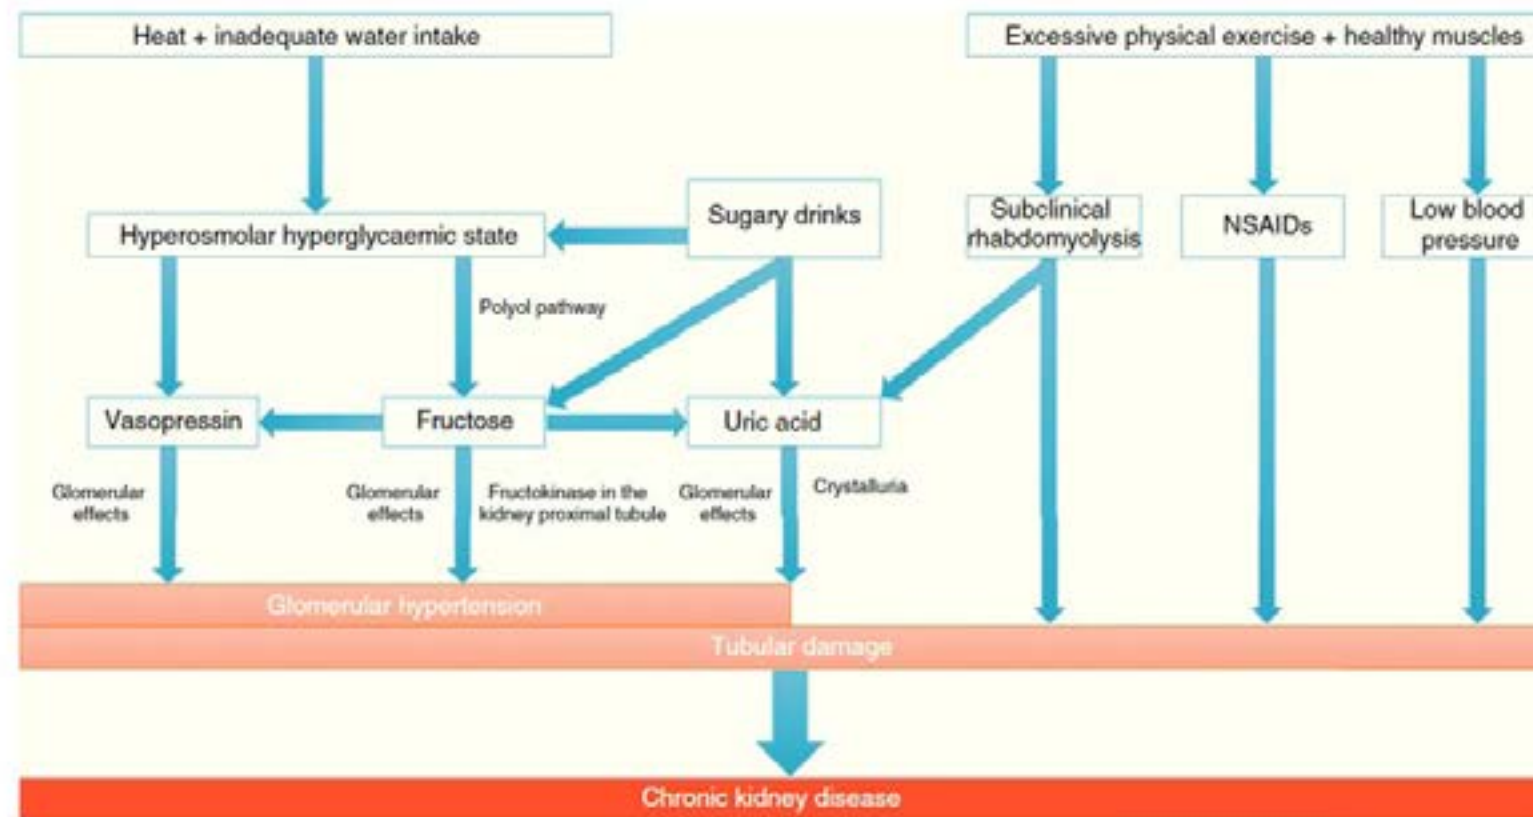 Heat + inadequate water intake
Excessive physical exercise + healthy muscles
Sugary drinks
Subclinical
rhabdomyolysis
NSAIDs
Low blood
pressure
Hyperosmolar hyperglycaemic state
Polyol pathway
Vasopressin
Fructose
Uric acid
Glomerular
effects
Glomerular
effects
Fructokinase in the
kidney proximal tubule
Glomerular
effects
Crystalluria
Glomerular hypertension
Tubular damage
Chronic kidney disease